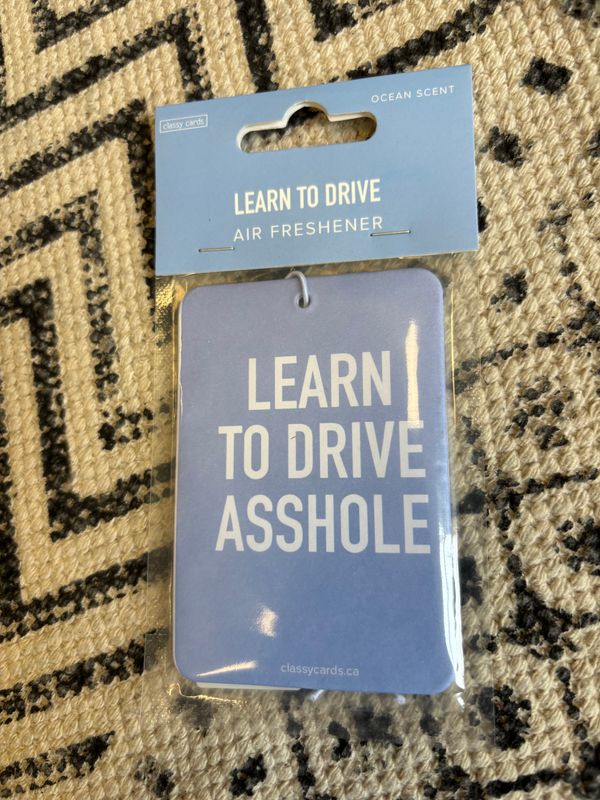 classy cards
OCEAN SCENT
LEARN TO DRIVE
AIR FRESHENER
LEARN
TO DRIVE
ASSHOLE
classycards.ca